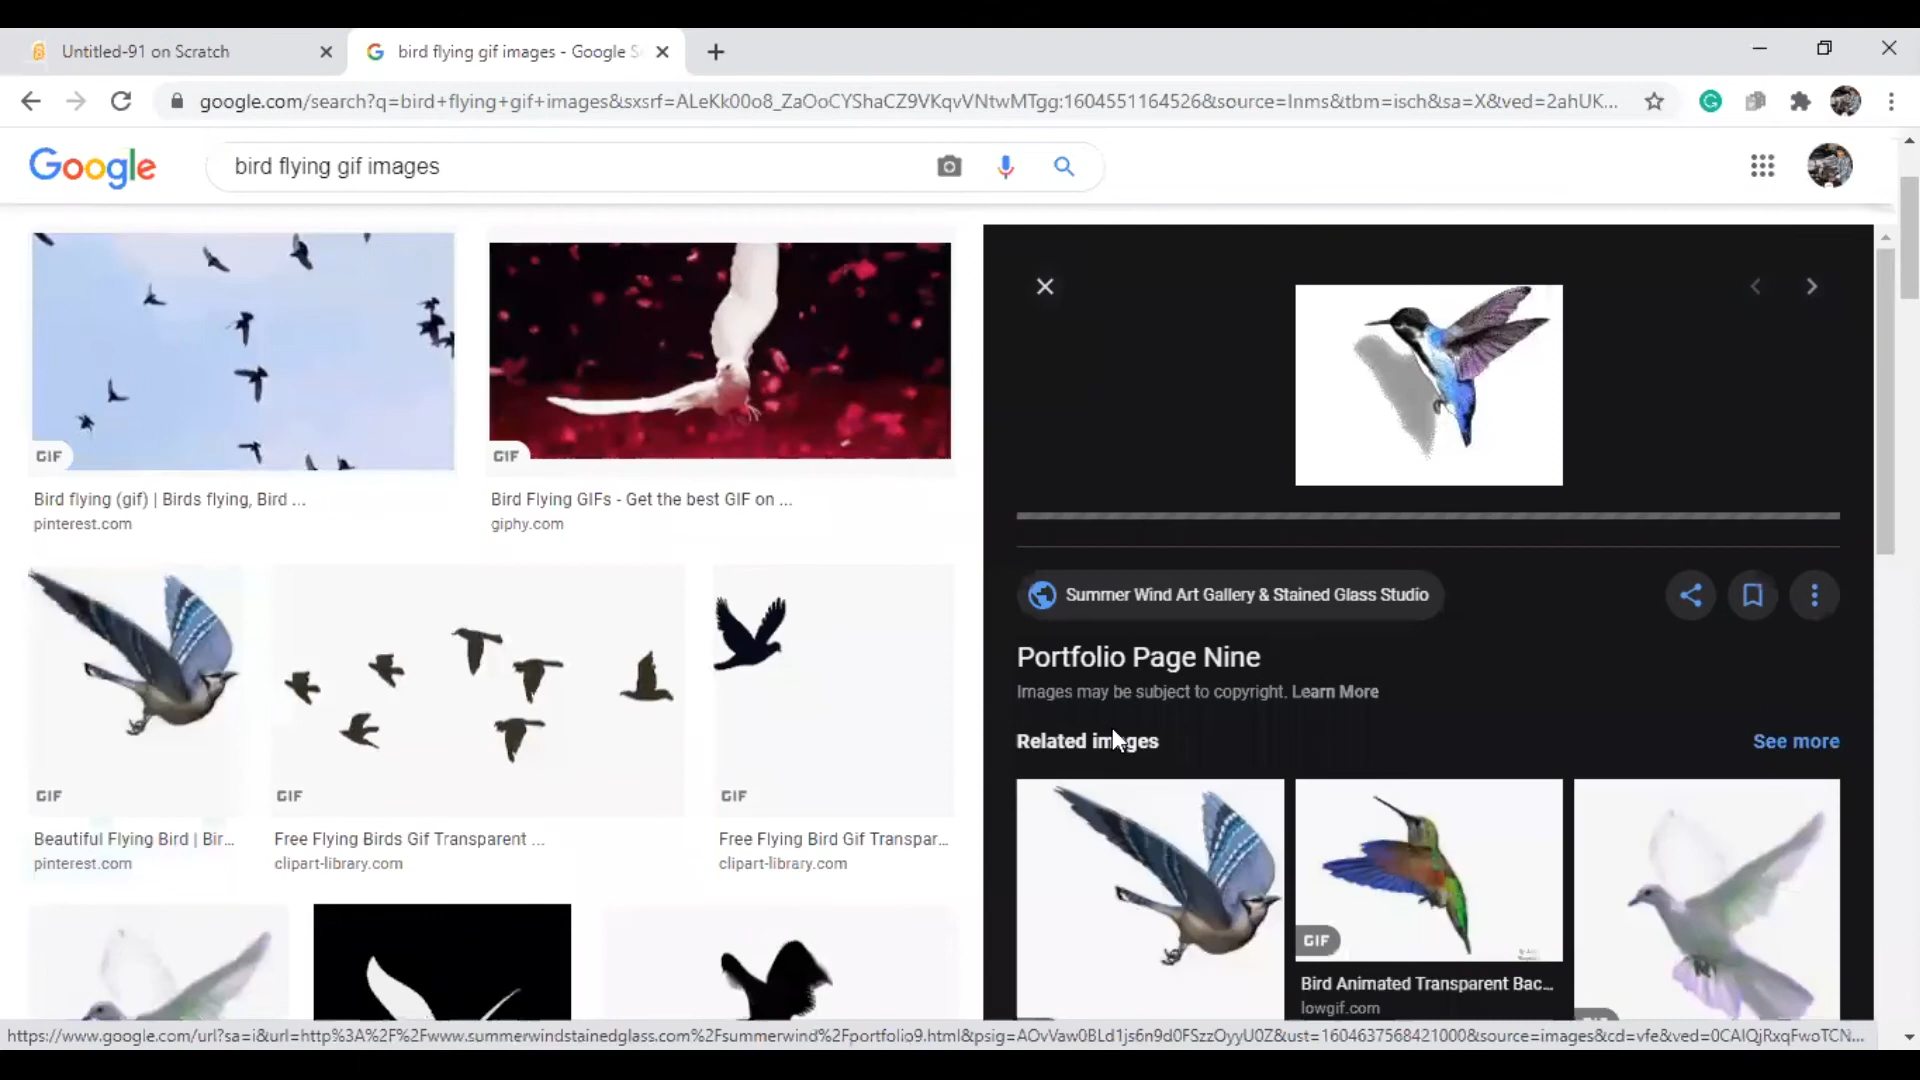 Untitled-91 on Scratch
bird flying gif images - Google S
google.com/search?q=bird+flying+gif+images&sxsrf=ALeKk00o8_ZaOoCYShaCZ9VKqvVNtwMTgg:1604551164526&source=lnms&tbm=isch&sa=X&ved=2ahUK...
Google
bird flying gif images
GIF
Bird flying (gif) | Birds flying, Bird ...
pinterest.com
GIF
Bird Flying GIFs - Get the best GIF on ...
giphy.com
GIF
Beautiful Flying Bird | Bir...
pinterest.com
GIF
Free Flying Birds Gif Transparent ...
clipart-library.com
GIF
Free Flying Bird Gif Transpar...
clipart-library.com
Summer Wind Art Gallery & Stained Glass Studio
Portfolio Page Nine
Images may be subject to copyright. Learn More
Related images
See more
GIF
Bird Animated Transparent Bac...
lowgif.com
https://www.google.com/url?sa=i&url=http%3A%2F%2Fwww.summerwindstainedglass.com%2Fsummerwind%2Fportfolio9.html&psig=AOvVaw0BLd1js6n9d0FSzzOyyU0Z&ust=1604637568421000&source=images&cd=vfe&ved=0CAIQjRxqFwoTCN...